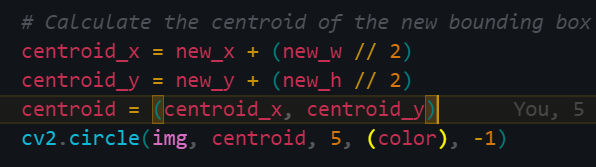 # Calculate the centroid of the new bounding box
centroid_x = new_x + (new_w // 2)
centroid_y = new_y + (new_h // 2)
centroid = (centroid_x, centroid_y) You, 5
cv2.circle(img, centroid, 5, (color), -1)